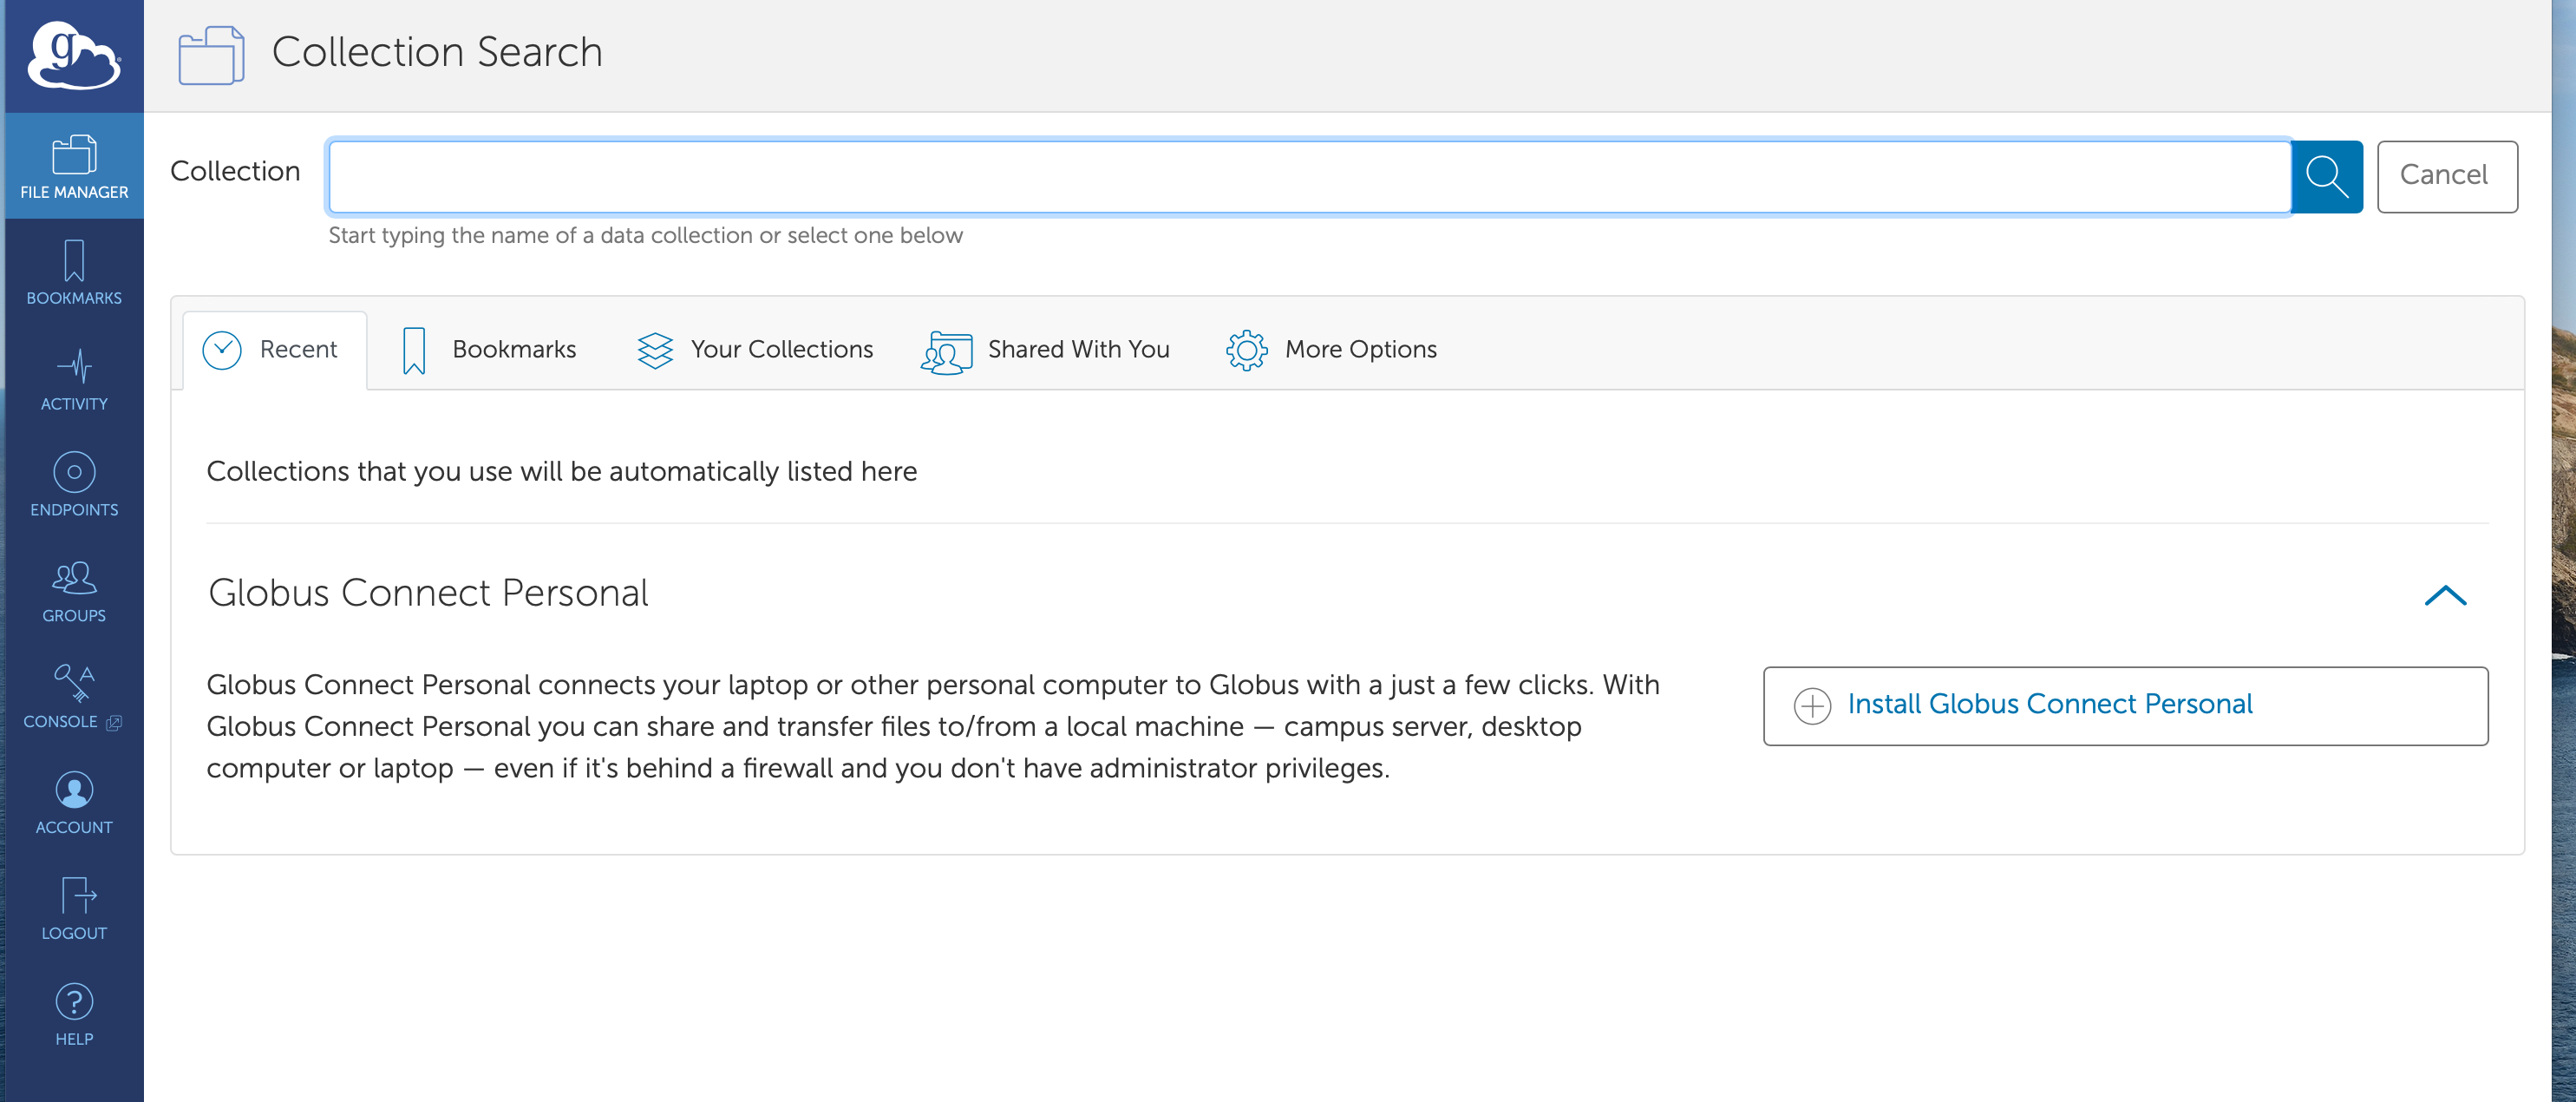 g
Collection Search
FILE MANAGER
BOOKMARKS
ACTIVITY
ENDPOINTS
GROUPS
A
CONSOLE
ACCOUNT
LOGOUT
?
HELP
Collection
Cancel
Start typing the name of a data collection or select one below
Recent Bookmarks Your Collections Shared With You More Options
Collections that you use will be automatically listed here
Globus Connect Personal
Globus Connect Personal connects your laptop or other personal computer to Globus with a just a few clicks. With
Globus Connect Personal you can share and transfer files to/from a local machine — campus server, desktop
computer or laptop — even if it's behind a firewall and you don't have administrator privileges.
Install Globus Connect Personal